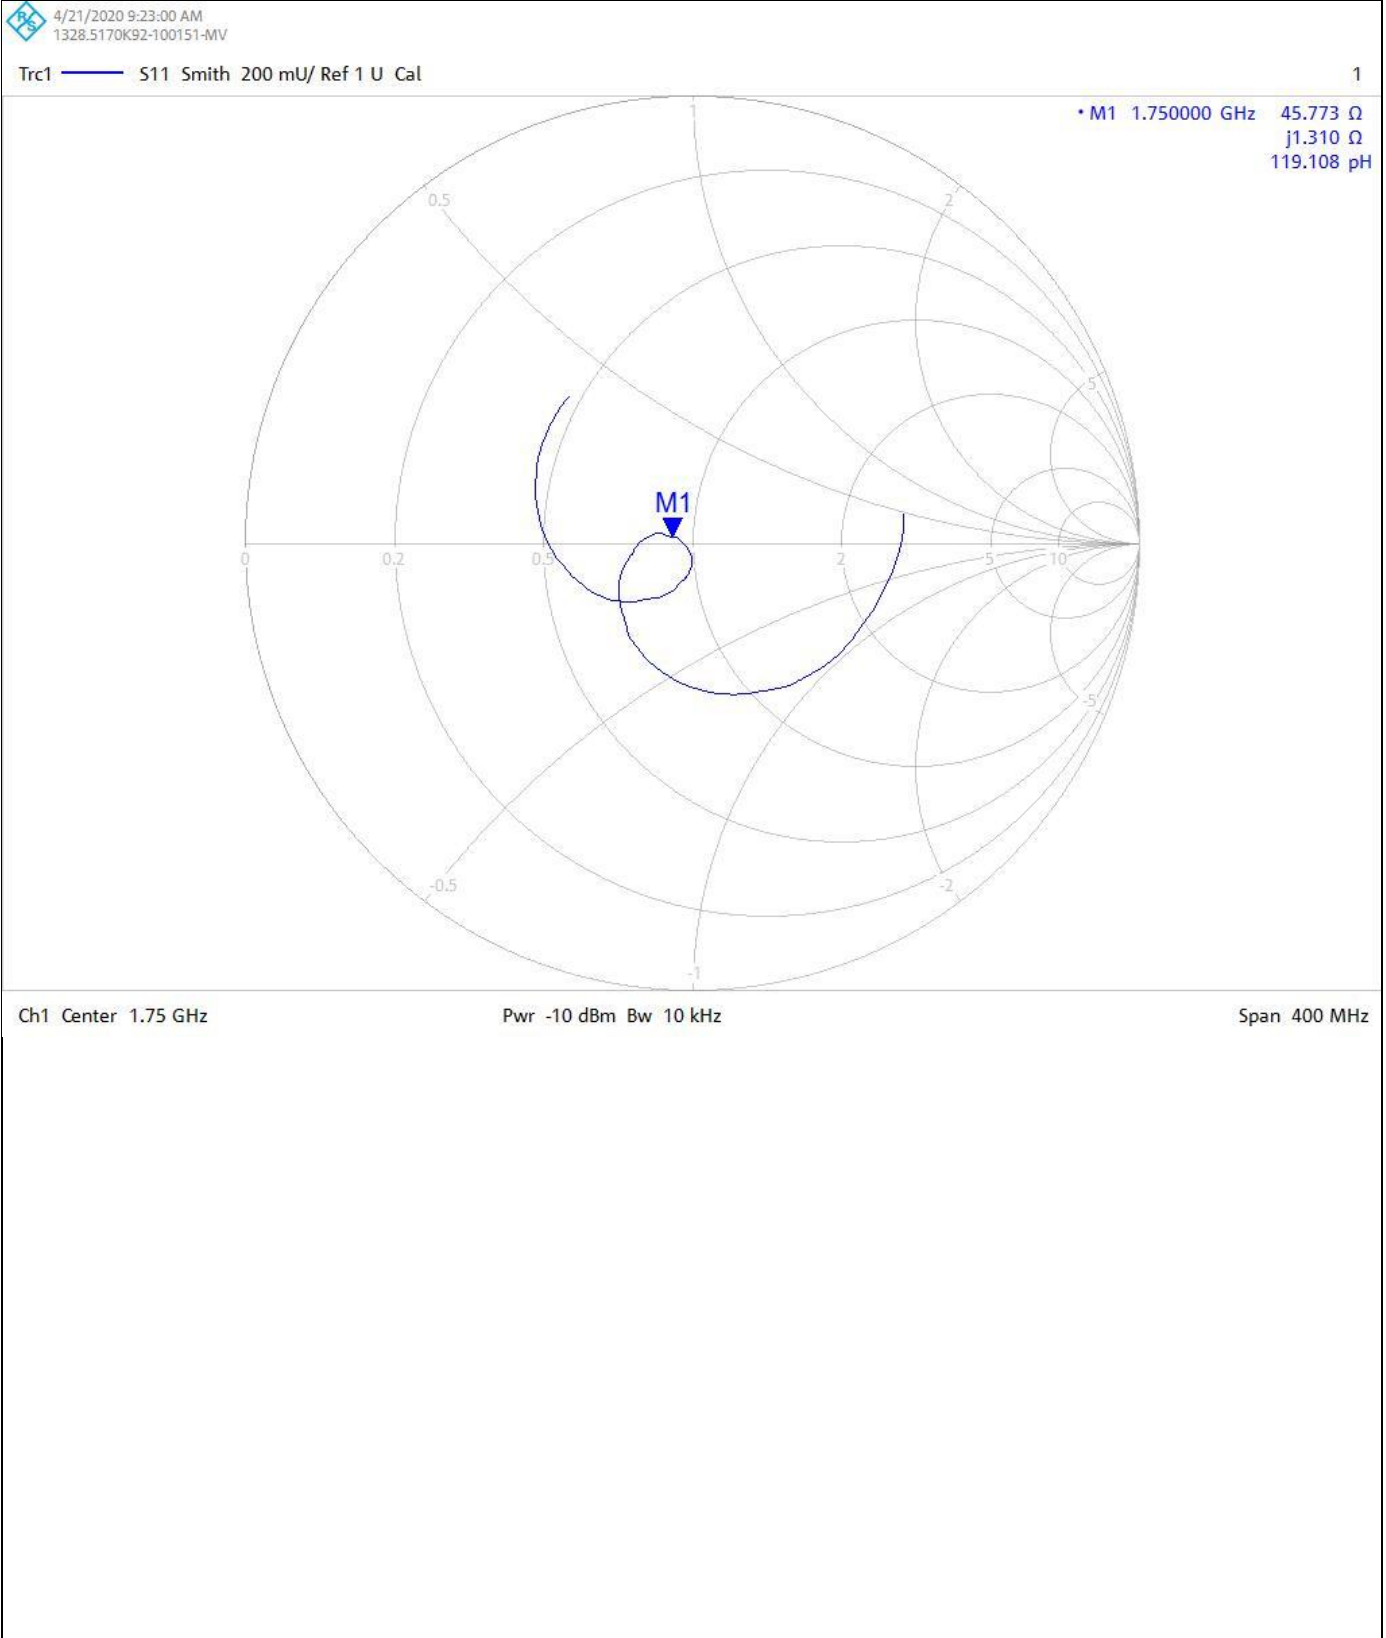 R&S
4/21/2020 9:23:00 AM
1328.5170K92-100151-MV
Trc1 S11 Smith 200 mU/ Ref 1 U Cal 1
• M1 1.750000 GHz 45.773 Ω
j1.310 Ω
119.108 pH
1
0.5
2
5
M1
0 0.2 0.5 2 5 10
-5
-0.5
-2
-1
Ch1 Center 1.75 GHz Pwr -10 dBm Bw 10 kHz Span 400 MHz